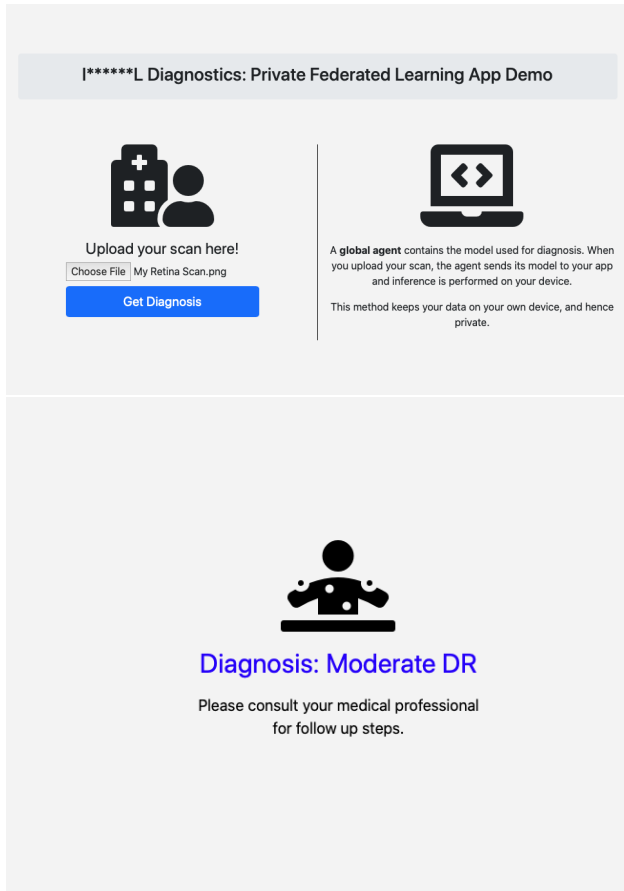 I******L Diagnostics: Private Federated Learning App Demo
Upload your scan here!
Choose File My Retina Scan.png
Get Diagnosis
A global agent contains the model used for diagnosis. When
you upload your scan, the agent sends its model to your app
and inference is performed on your device.
This method keeps your data on your own device, and hence
private.
Diagnosis: Moderate DR
Please consult your medical professional
for follow up steps.